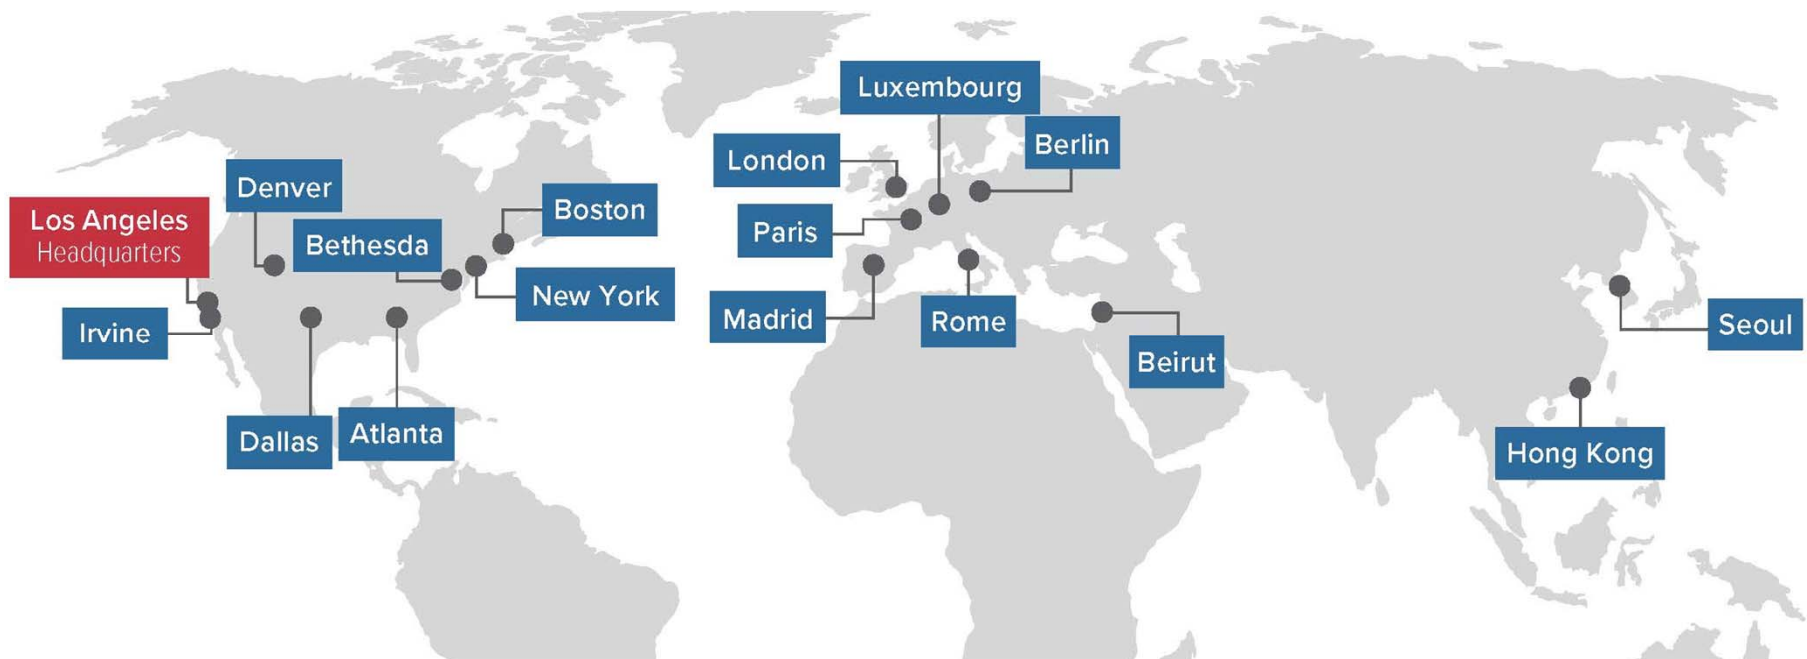 Luxembourg
Berlin
London
Denver
Boston
Los Angeles
Headquarters
Bethesda
Paris
New York
Madrid
Rome
Irvine
Seoul
Beirut
Dallas
Atlanta
Hong Kong